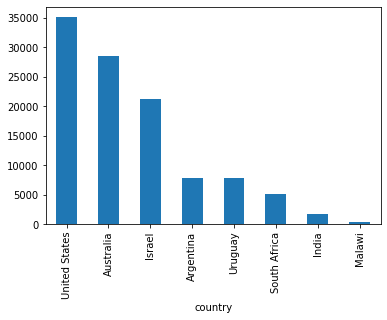 35000
30000
25000
20000
15000
10000
5000
0
United States
Australia
Israel
Argentina
Uruguay
South Africa
India
Malawi
country